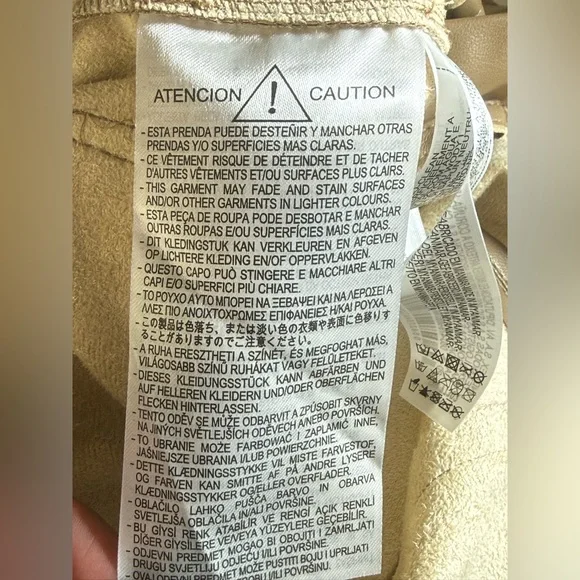 ATENCION ! CAUTION
- ESTA PRENDA PUEDE DESTEÑIR Y MANCHAR OTRAS
PRENDAS Y/O SUPERFICIES MAS CLARAS.
- CE VÊTEMENT RISQUE DE DÉTEINDRE ET DE TACHER
D'AUTRES VÊTEMENTS ET/OU SURFACES PLUS CLAIRS.
- THIS GARMENT MAY FADE AND STAIN SURFACES
AND/OR OTHER GARMENTS IN LIGHTER COLOURS.
- ESTA PEÇA DE ROUPA PODE DESBOTAR E MANCHAR
OUTRAS ROUPAS E/OU SUPERFÍCIES MAIS CLARAS.
- DIT KLEDINGSTUK KAN VERKLEUREN EN AFGEVEN
OP LICHTERE KLEDING EN/OF OPPERVLAKKEN.
- QUESTO CAPO PUÒ STINGERE E MACCHIARE ALTRI
CAPI E/O SUPERFICI PIÙ CHIARE.
- ΤΟ ΡΟΥΧΟ ΑΥΤΟ ΜΠΟΡΕΙ ΝΑ ΞΕΒΑΨΕΙ ΚΑΙ ΝΑ ΛΕΡΩΣΕΙ Α
ΛΛΕΣ ΠΙΟ ΑΝΟΙΧΤΟΧΡΩΜΕΣ ΕΠΙΦΑΝΕΙΕΣ Ή/ΚΑΙ ΡΟΥΧΑ.
- この製品は色落ち、または淡い色の衣類や表面に色移りす
ることがありますのでご注意ください。
- A RUHA ERESZTHETI A SZÍNÉT, ÉS MEGFOGHAT MÁS,
VILÁGOSABB SZÍNŰ RUHÁKAT VAGY FELÜLETEKET.
- DIESES KLEIDUNGSSTÜCK KANN ABFÄRBEN UND
AUF HELLEREN KLEIDERN UND/ODER OBERFLÄCHEN
FLECKEN HINTERLASSEN.
- TENTO ODĚV SE MŮŽE ODBARVIT A ZPŮSOBIT SKVRNY
NA JINÝCH SVĚTLEJŠÍCH ODĚVECH A/NEBO POVRŠÍCH.
- TO UBRANIE MOŻE FARBOWAĆ I ZAPLAMIĆ INNE,
JAŚNIEJSZE UBRANIA I/LUB POWIERZCHNIE.
- DETTE KLÆDNINGSSTYKKE VIL MISTE FARVESTOF,
OG FARVEN KAN SMITTE AF PÅ ANDRE LYSERE
KLÆDNINGSSTYKKER OG/ELLER OVERFLADER.
- OBLAČILO LAHKO PUŠČA BARVO IN OBARVA
SVETLEJŠA OBLAČILA IN/ALI POVRŠINE.
- BU GİYSİ RENK ATABİLİR VE RENGİ AÇIK RENKLİ
DİĞER GİYSİLERE VE/VEYA YÜZEYLERE GEÇEBİLİR.
- ODJEVNI PREDMET MOGAO BI OBOJITI I ZAMRLJATI
DRUGU SVJETLIJU ODJEĆU I/ILI POVRŠINE.
- OVAJ ODEVNI PREDMET MOŽE PUSTITI BOJU I UPRLJATI